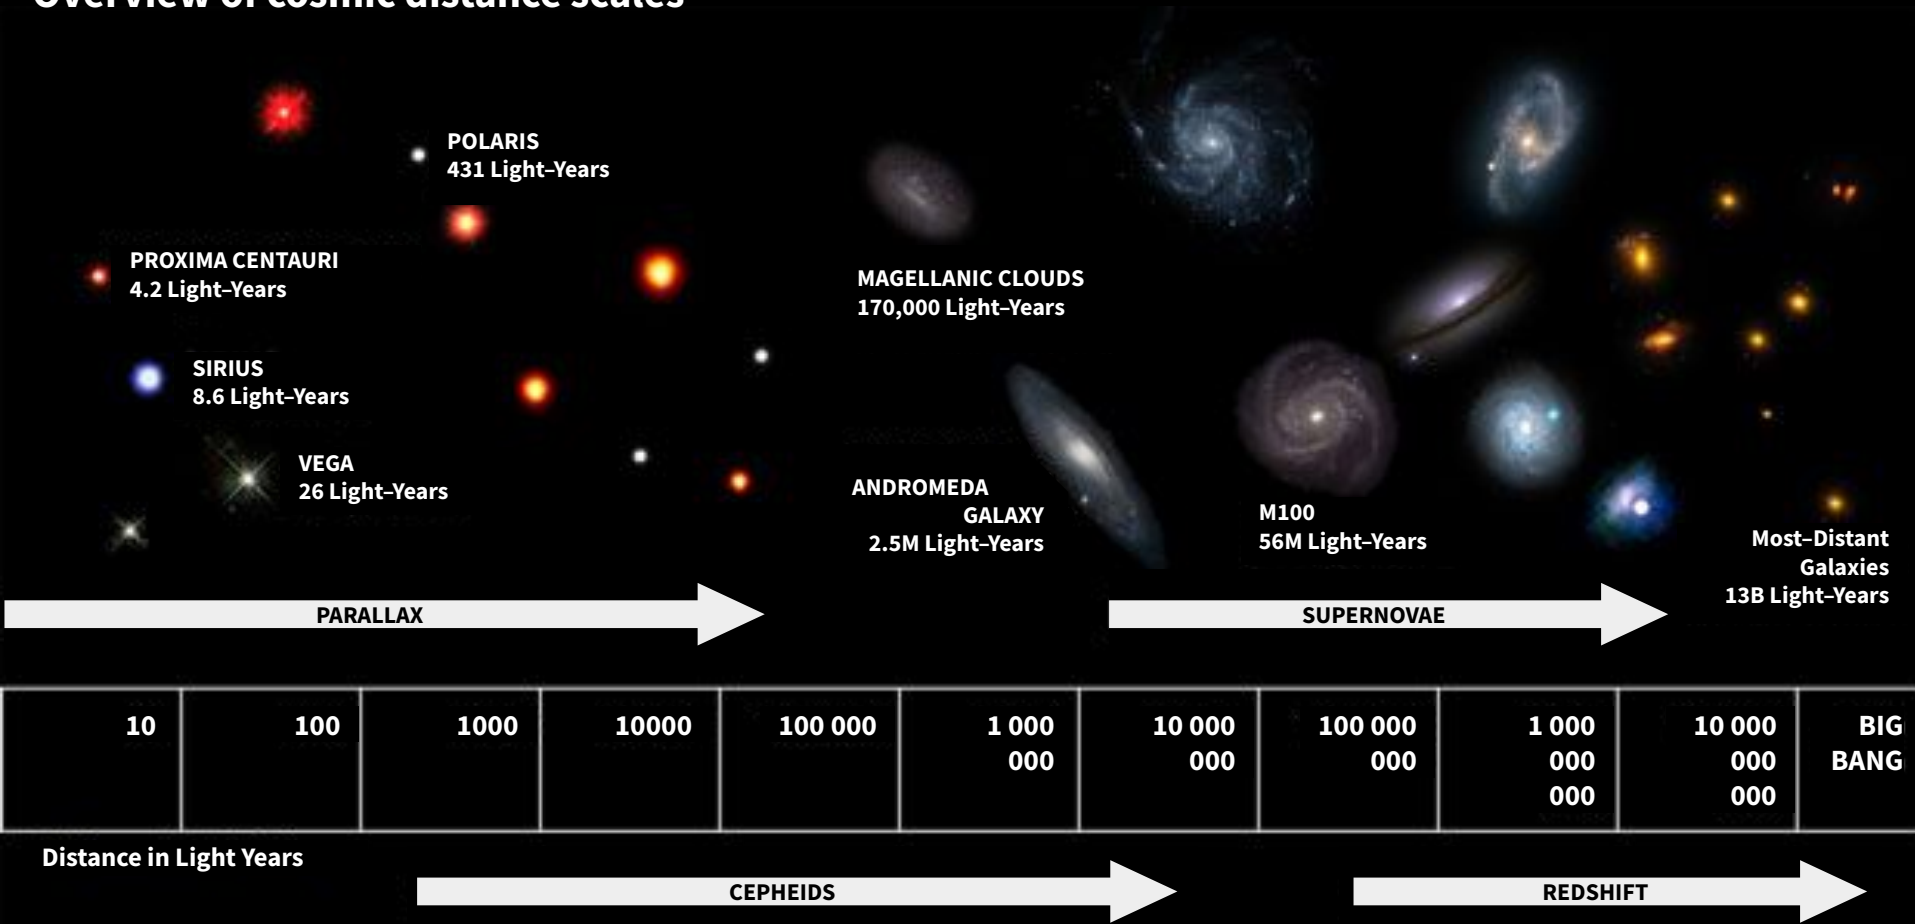 Overview of cosmic distance scales
POLARIS
431 Light–Years
PROXIMA CENTAURI
4.2 Light–Years
MAGELLANIC CLOUDS
170,000 Light–Years
SIRIUS
8.6 Light–Years
VEGA
26 Light–Years
ANDROMEDA
GALAXY
2.5M Light–Years
M100
56M Light–Years
Most–Distant
Galaxies
13B Light–Years
PARALLAX
SUPERNOVAE
10
100
1000
10000
100 000
1 000
000
10 000
000
100 000
000
1 000
000
000
10 000
000
000
BIG
BANG
Distance in Light Years
CEPHEIDS
REDSHIFT